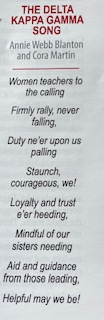 THE DELTA
KAPPA GAMMA
SONG
Annie Webb Blanton
and Cora Martin
Women teachers to
the calling
Firmly rally, never
falling,
Duty ne'er upon us
palling
Staunch,
courageous, we!
Loyalty and trust
e'er heeding,
Mindful of our
sisters needing
Aid and guidance
from those leading,
Helpful may we be!